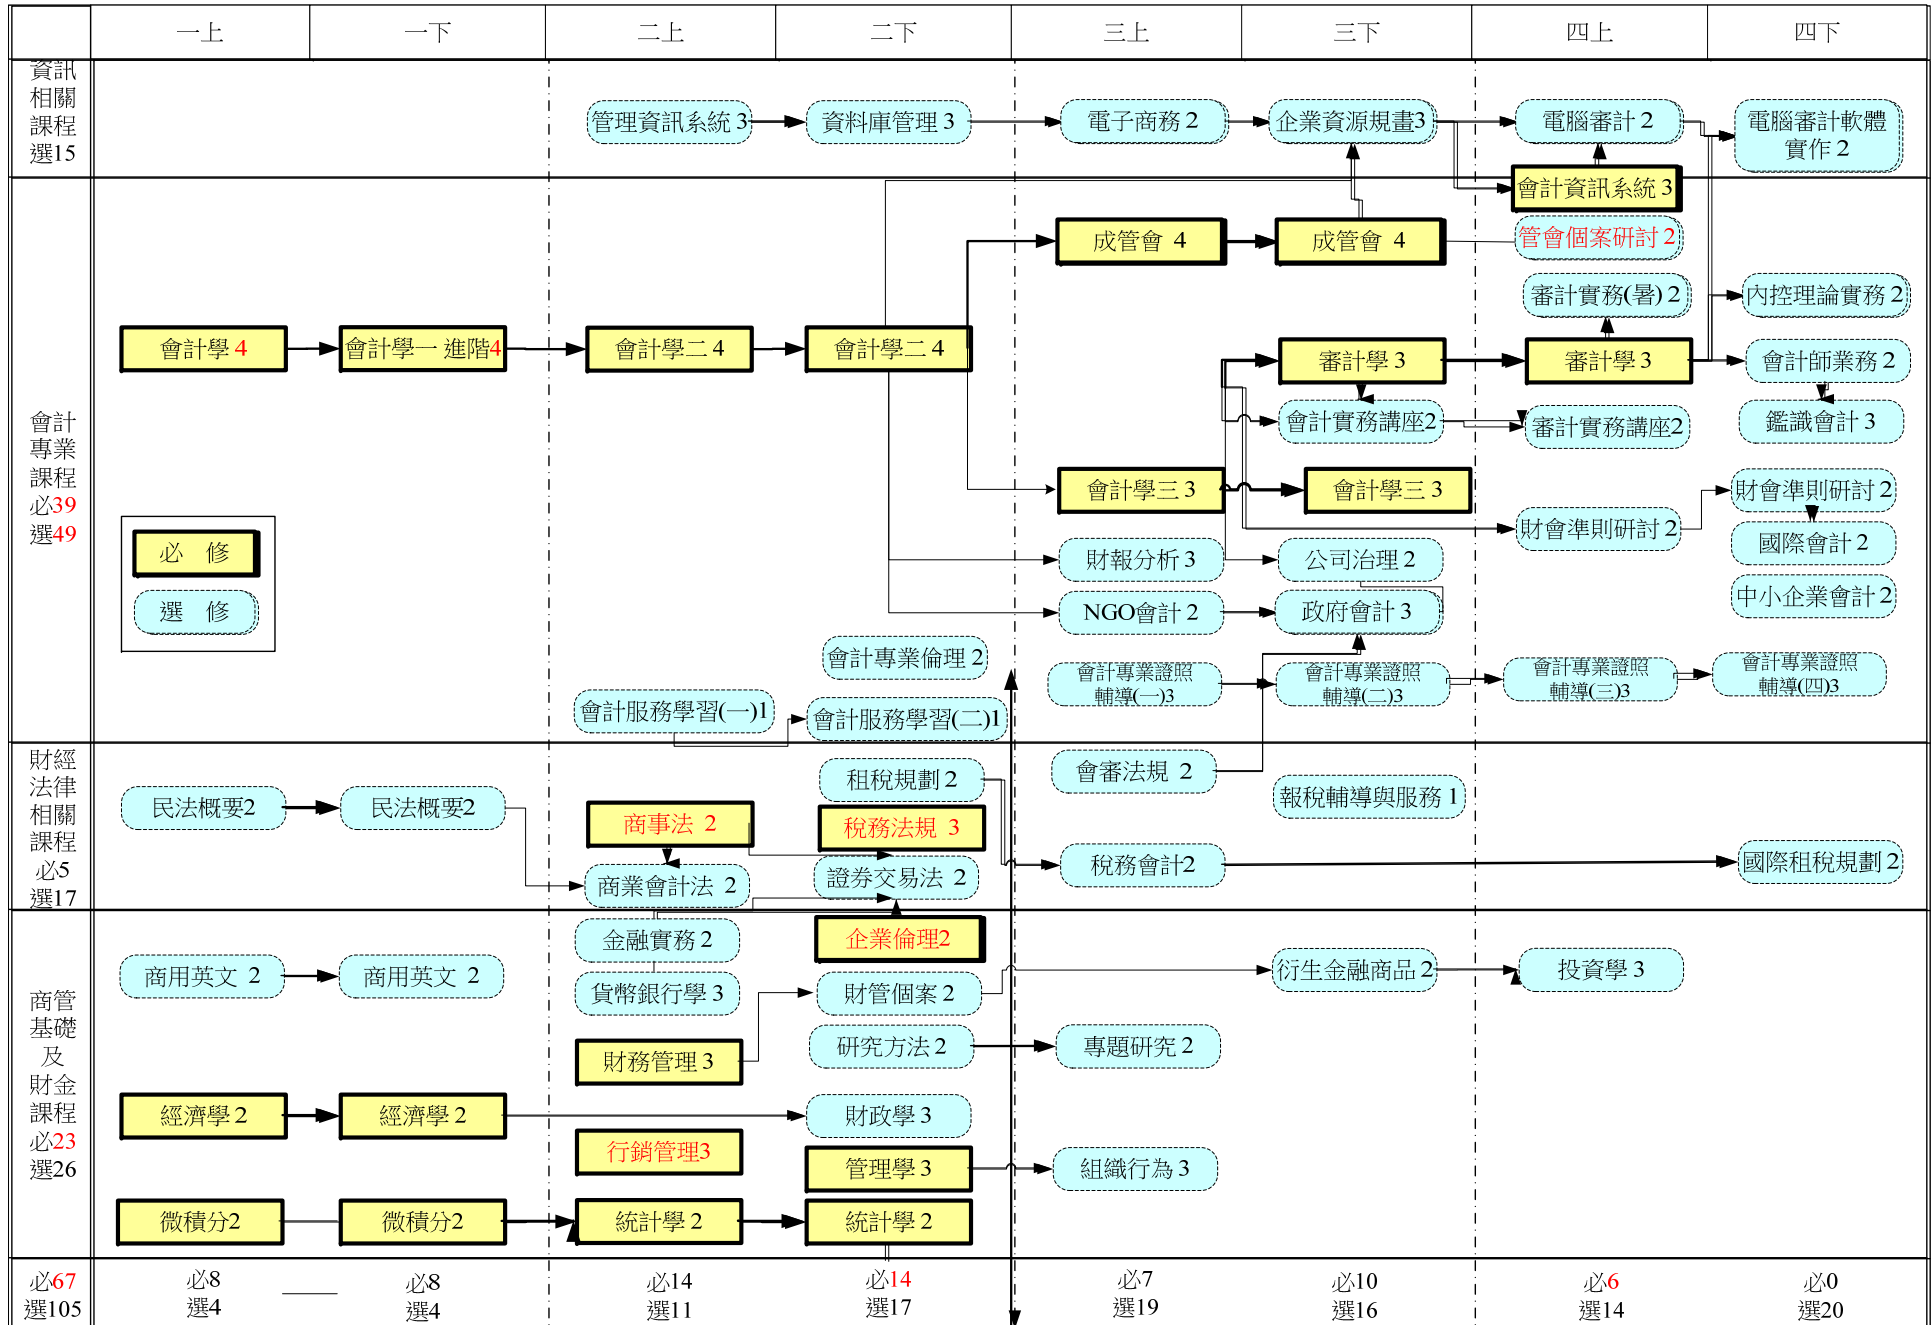 一上
一下
二上
二下
三上
三下
四上
四下
資訊
相關
課程
選15
管理資訊系統 3
資料庫管理 3
電子商務 2
企業資源規畫3
電腦審計 2
電腦審計軟體
實作 2
會計
專業
課程
必39
選49
會計資訊系統 3
成管會 4
成管會 4
管會個案研討 2
審計實務(暑) 2
內控理論實務 2
會計學 4
會計學一 進階4
會計學二 4
會計學二 4
審計學 3
審計學 3
會計師業務 2
會計實務講座2
審計實務講座2
鑑識會計 3
會計學三 3
會計學三 3
財會準則研討 2
財會準則研討 2
必 修
選 修
財報分析 3
公司治理 2
國際會計 2
NGO會計 2
政府會計 3
中小企業會計 2
會計專業倫理 2
會計專業證照
輔導(一)3
會計專業證照
輔導(二)3
會計專業證照
輔導(三)3
會計專業證照
輔導(四)3
會計服務學習(一)1
會計服務學習(二)1
財經
法律
相關
課程
必5
選17
租稅規劃 2
會審法規 2
民法概要2
民法概要2
報稅輔導與服務 1
商事法 2
稅務法規 3
商業會計法 2
證券交易法 2
稅務會計2
國際租稅規劃 2
商管
基礎
及
財金
課程
必23
選26
金融實務 2
企業倫理2
商用英文 2
商用英文 2
貨幣銀行學 3
財管個案 2
衍生金融商品 2
投資學 3
財務管理 3
研究方法 2
專題研究 2
經濟學 2
經濟學 2
財政學 3
行銷管理3
管理學 3
組織行為 3
微積分2
微積分2
統計學 2
統計學 2
必67
選105
必8
選4
必8
選4
必14
選11
必14
選17
必7
選19
必10
選16
必6
選14
必0
選20